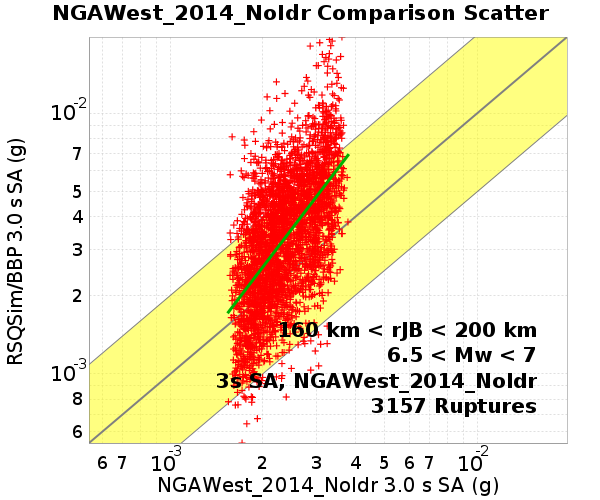 NGAWest_2014_NoIdr Comparison Scatter
RSQSim/BBP 3.0 s SA (g)
10-2
7
5
4
3
2
10-3
8
6
160 km < rJB < 200 km
6.5 < Mw < 7
3s SA, NGAWest_2014_NoIdr
3157 Ruptures
6 7 10-3 2 3 4 5 6 7 10-2
NGAWest_2014_NoIdr 3.0 s SA (g)